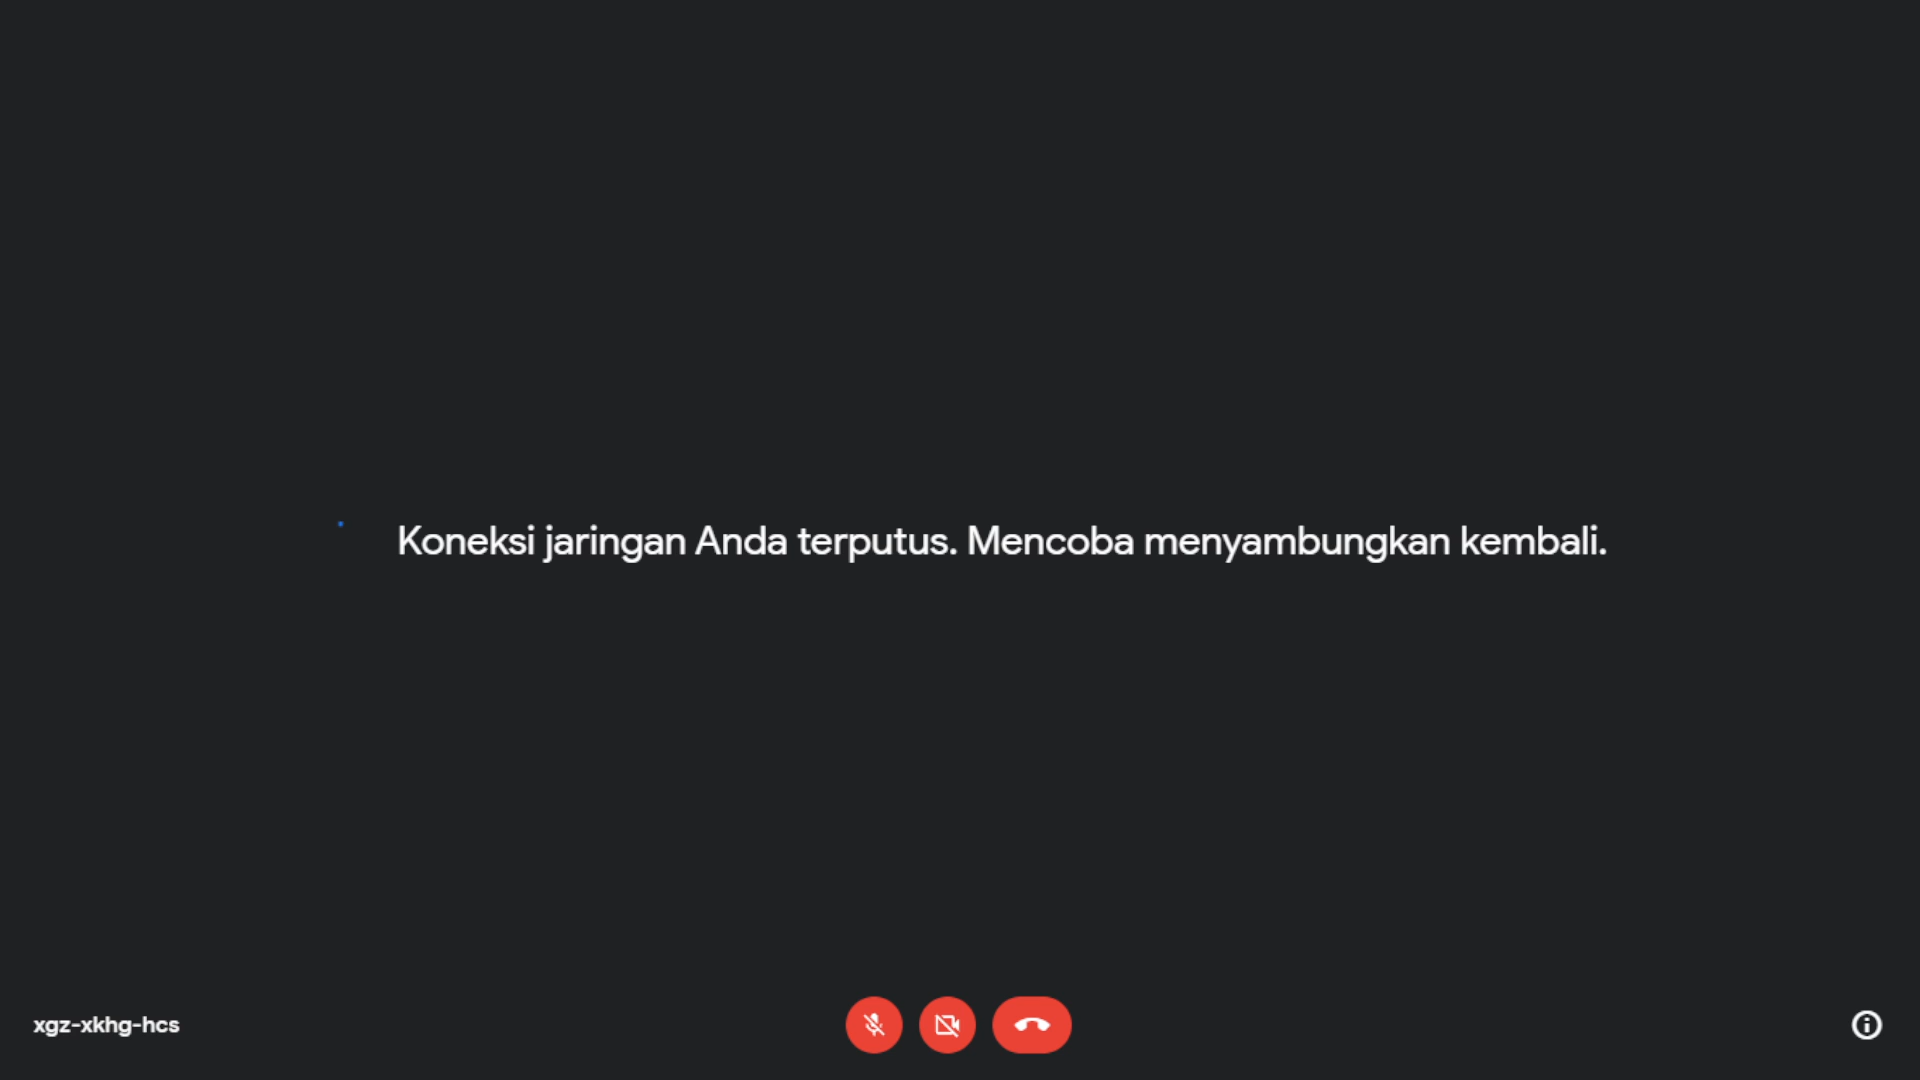 Koneksi jaringan Anda terputus. Mencoba menyambungkan kembali.
xgz-xkhg-hcs